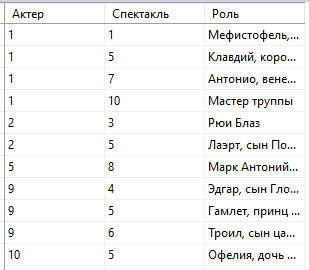 Актер Спектакль Роль
1 1 Мефистофель,...
1 5 Клавдий, коро...
1 7 Антонио, вене...
1 10 Мастер труппы
2 3 Рюи Блаз
2 5 Лаэрт, сын По...
5 8 Марк Антоний...
9 4 Эдгар, сын Гло...
9 5 Гамлет, принц ...
9 6 Троил, сын ца...
10 5 Офелия, дочь ...